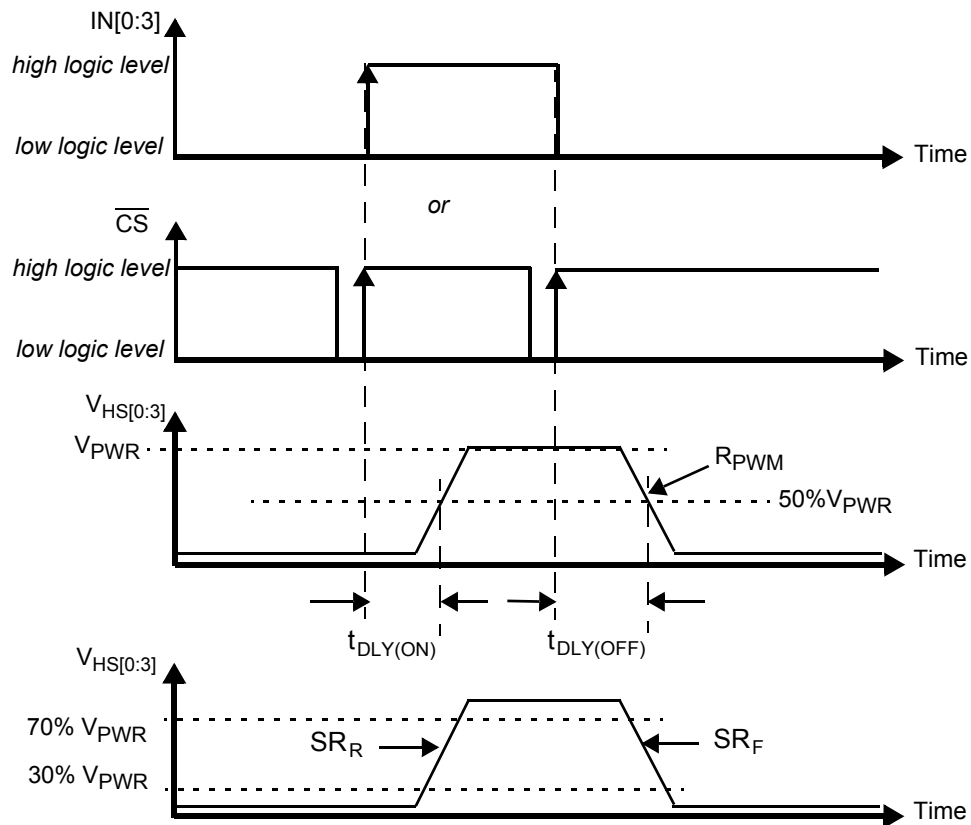 IN[0:3]
high logic level
low logic level
Time
or
CS
high logic level
low logic level
Time
VHS[0:3]
VPWR
RPWM
50%VPWR
Time
tDLY(ON)
tDLY(OFF)
VHS[0:3]
70% VPWR
SRR
SRF
30% VPWR
Time